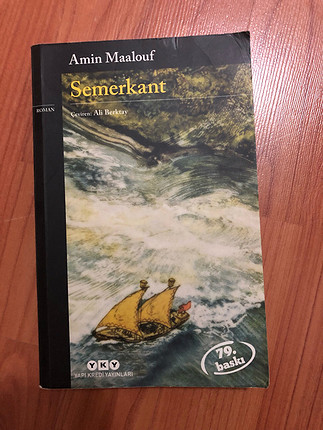 Amin Maalouf
Semerkant
ROMAN
Çeviren: Ali Berktay
79.
baskı
YKY
YAPI KREDİ YAYINLARI